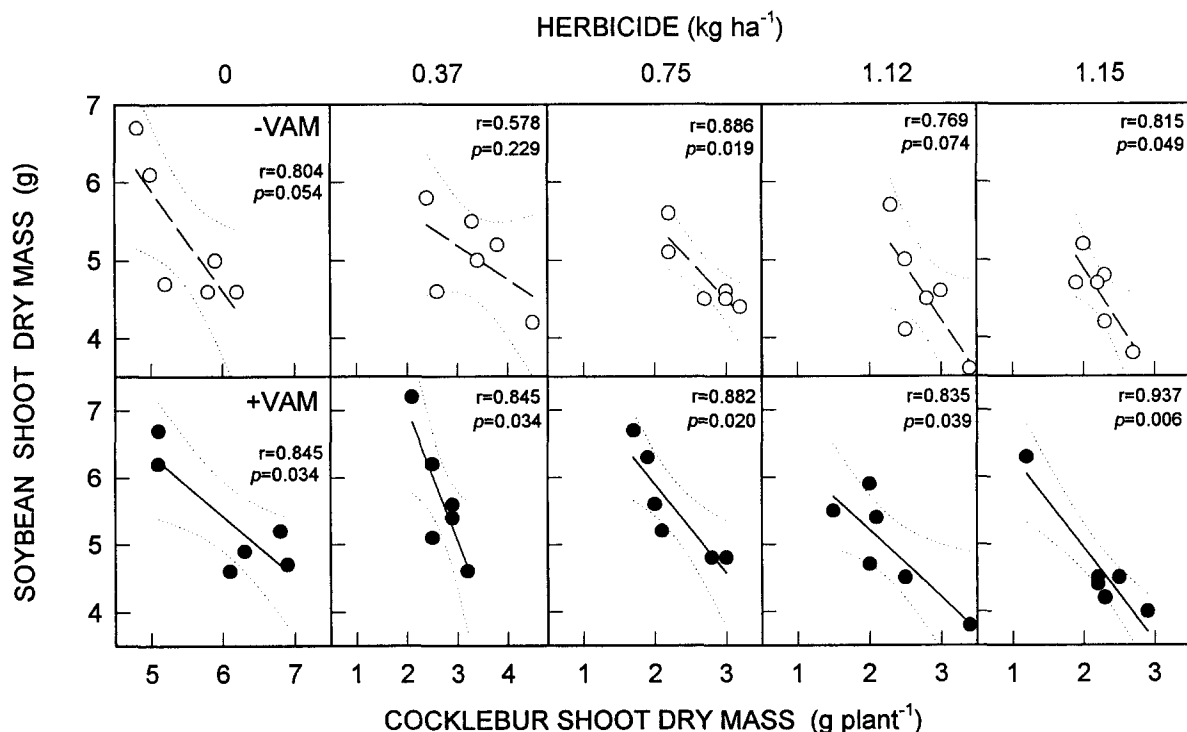 HERBICIDE (kg ha⁻¹)
0 0.37 0.75 1.12 1.15
SOYBEAN SHOOT DRY MASS (g)
7
6
5
4
-VAM
r=0.804
p=0.054
r=0.578
p=0.229
r=0.886
p=0.019
r=0.769
p=0.074
r=0.815
p=0.049
7
6
5
4
+VAM
r=0.845
p=0.034
r=0.845
p=0.034
r=0.882
p=0.020
r=0.835
p=0.039
r=0.937
p=0.006
5 6 7 1 2 3 4 1 2 3 1 2 3 1 2 3
COCKLEBUR SHOOT DRY MASS (g plant⁻¹)